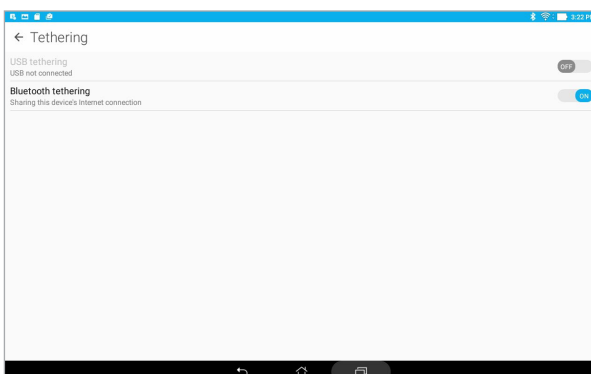 3:22 P
Tethering
USB tethering
USB not connected
OFF
Bluetooth tethering
Sharing this device's Internet connection
ON